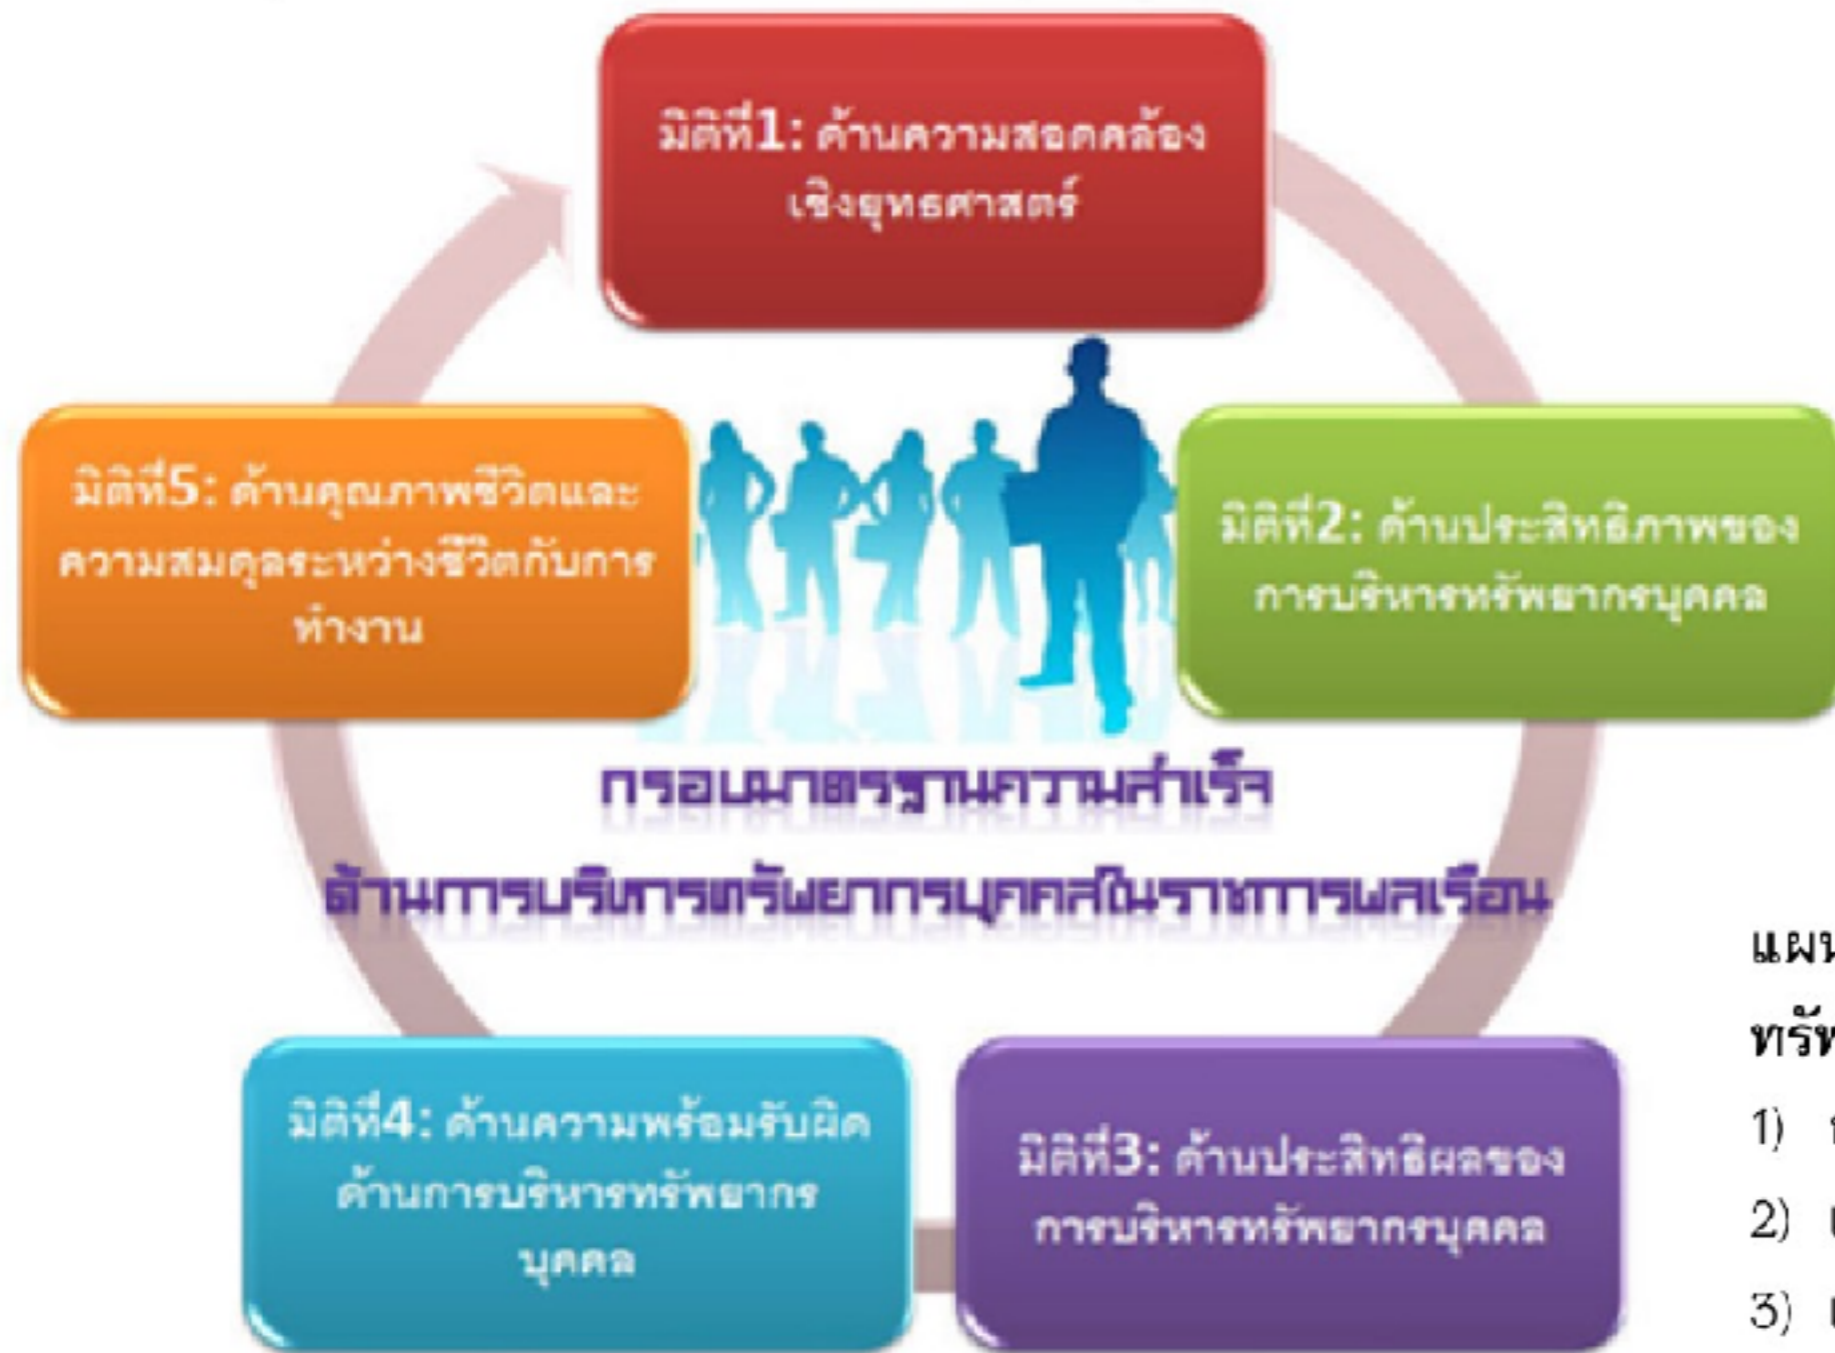 มิติที่1: ด้านความสอดคล้อง
เชิงยุทธศาสตร์
มิติที่2: ด้านประสิทธิภาพของ
การบริหารทรัพยากรบุคคล
มิติที่3: ด้านประสิทธิผลของ
การบริหารทรัพยากรบุคคล
มิติที่4: ด้านความพร้อมรับผิด
ด้านการบริหารทรัพยากร
บุคคล
มิติที่5: ด้านคุณภาพชีวิตและ
ความสมดุลระหว่างชีวิตกับการ
ทำงาน
กรอบมาตรฐานความสำเร็จ
ด้านการบริหารทรัพยากรบุคคลในราชการพลเรือน
1)
2)
3)